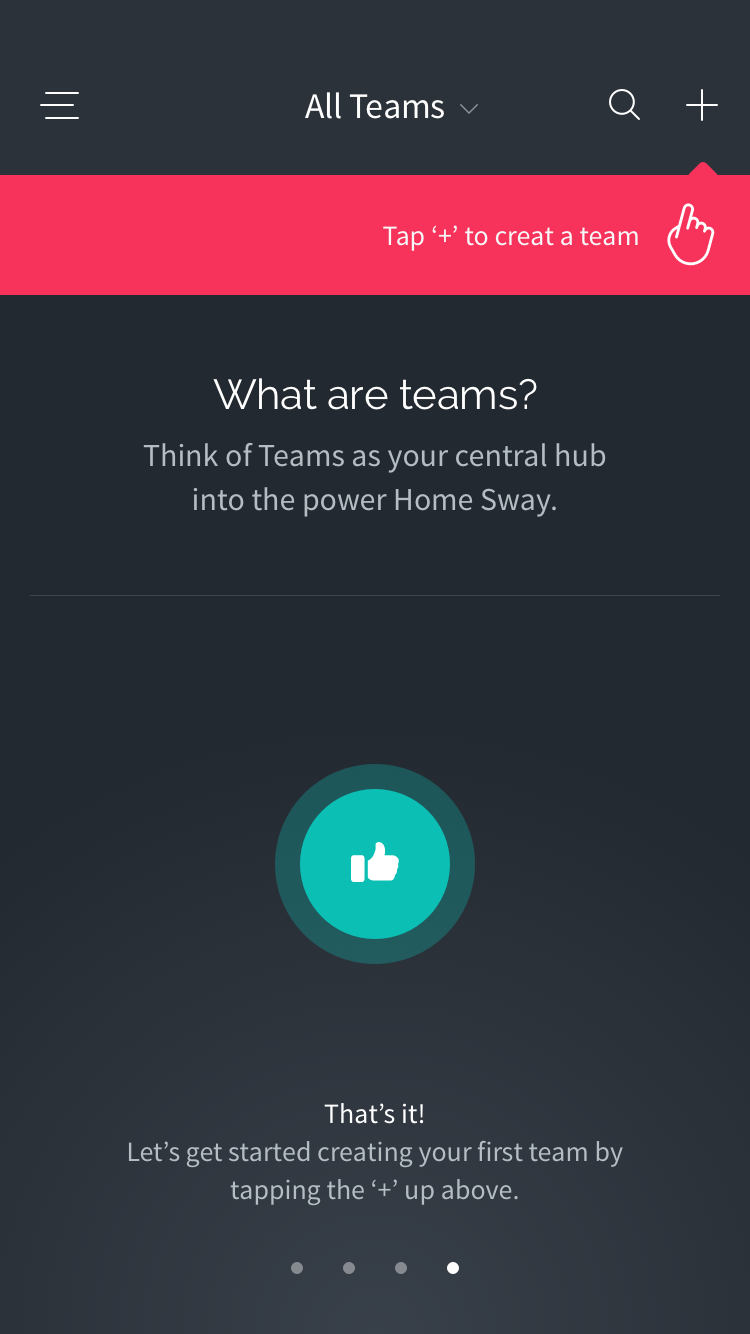 All Teams
Tap ‘+’ to creat a team
What are teams?
Think of Teams as your central hub
into the power Home Sway.
That’s it!
Let’s get started creating your first team by
tapping the ‘+’ up above.